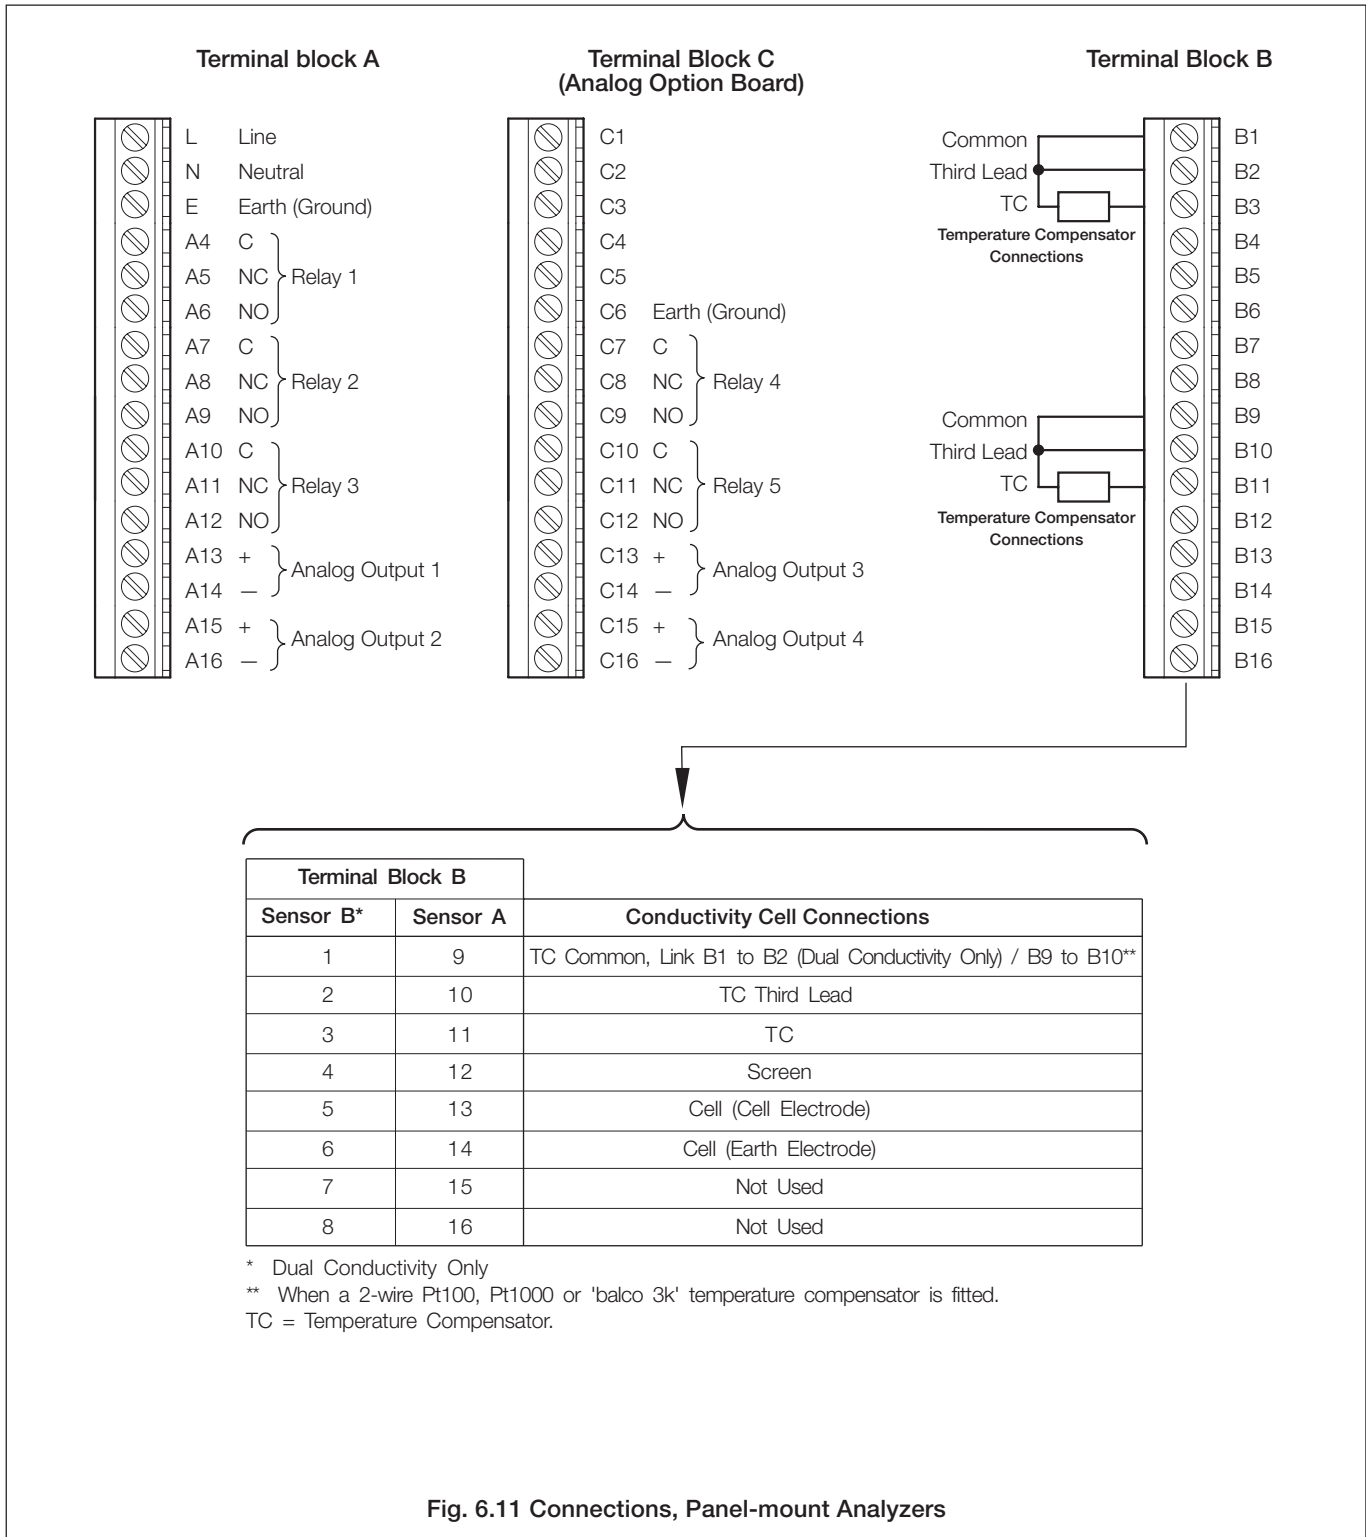 Terminal block A
L Line
N Neutral
E Earth (Ground)
A4 C
A5 NC Relay 1
A6 NO
A7 C
A8 NC Relay 2
A9 NO
A10 C
A11 NC Relay 3
A12 NO
A13 +
Analog Output 1
A14 —
A15 +
Analog Output 2
A16 —
Terminal Block C
(Analog Option Board)
C1
C2
C3
C4
C5
C6 Earth (Ground)
C7 C
C8 NC Relay 4
C9 NO
C10 C
C11 NC Relay 5
C12 NO
C13 +
Analog Output 3
C14 —
C15 +
Analog Output 4
C16 —
Terminal Block B
Common B1
Third Lead B2
TC B3
Temperature Compensator
Connections
B4
B5
B6
B7
B8
Common B9
Third Lead B10
TC B11
Temperature Compensator
Connections
B12
B13
B14
B15
B16
Terminal Block B
Sensor B* Sensor A Conductivity Cell Connections
1 9 TC Common, Link B1 to B2 (Dual Conductivity Only) / B9 to B10**
2 10 TC Third Lead
3 11 TC
4 12 Screen
5 13 Cell (Cell Electrode)
6 14 Cell (Earth Electrode)
7 15 Not Used
8 16 Not Used
* Dual Conductivity Only
** When a 2-wire Pt100, Pt1000 or 'balco 3k' temperature compensator is fitted.
TC = Temperature Compensator.
Fig. 6.11 Connections, Panel-mount Analyzers